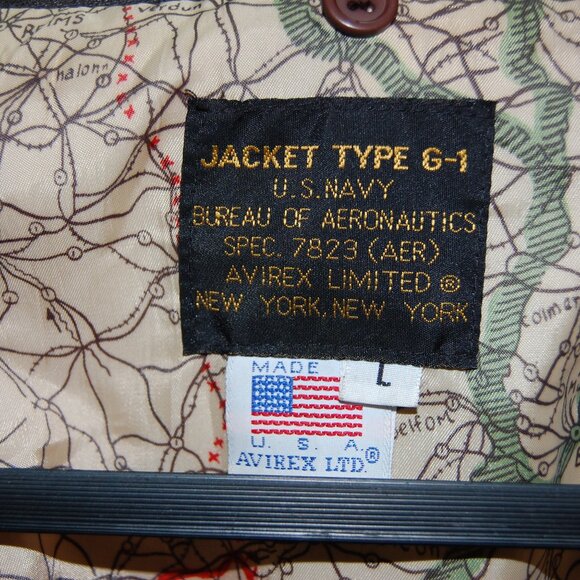 Verdun
JACKET TYPE G-1
U.S. NAVY
BUREAU OF AERONAUTICS
SPEC. 7823 (AER)
AVIREX LIMITED ®
NEW YORK, NEW YORK
MADE
L
U. S. A.
AVIREX LTD.®